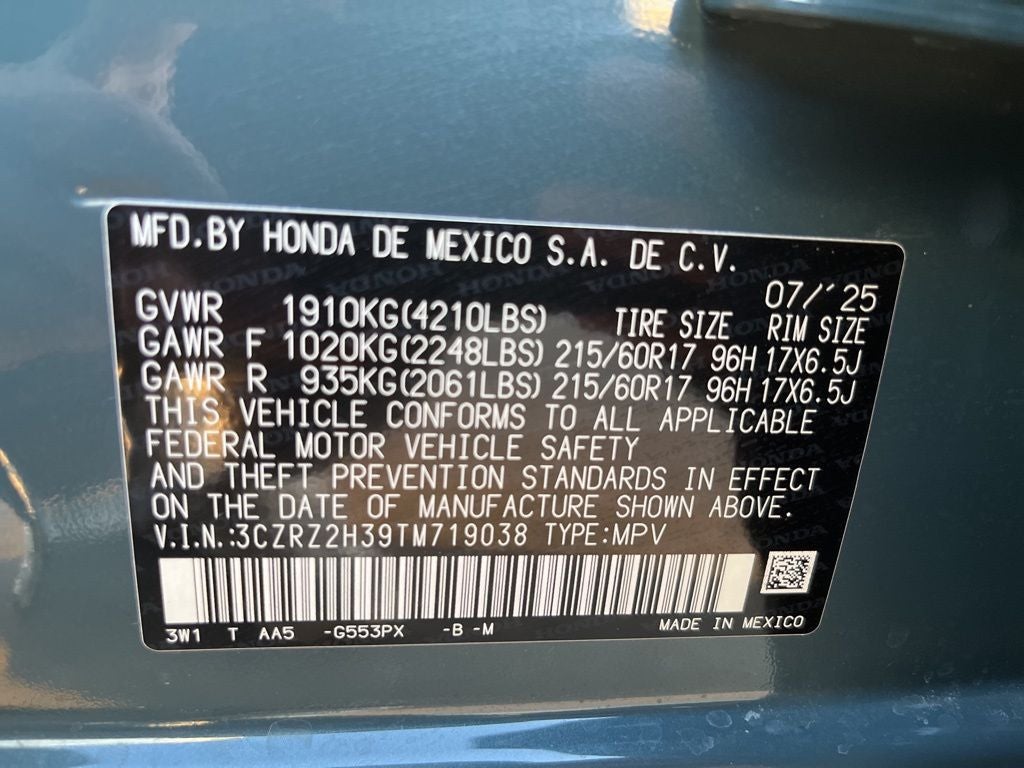 MFD.BY HONDA DE MEXICO S.A. DE C.V.
07/'25
GVWR 1910KG(4210LBS) TIRE SIZE RIM SIZE
GAWR F 1020KG(2248LBS) 215/60R17 96H 17X6.5J
GAWR R 935KG(2061LBS) 215/60R17 96H 17X6.5J
THIS VEHICLE CONFORMS TO ALL APPLICABLE
FEDERAL MOTOR VEHICLE SAFETY
AND THEFT PREVENTION STANDARDS IN EFFECT
ON THE DATE OF MANUFACTURE SHOWN ABOVE.
V.I.N.:3CZRZ2H39TM719038 TYPE:MPV
3W1 T AA5 -G553PX -B -M MADE IN MEXICO